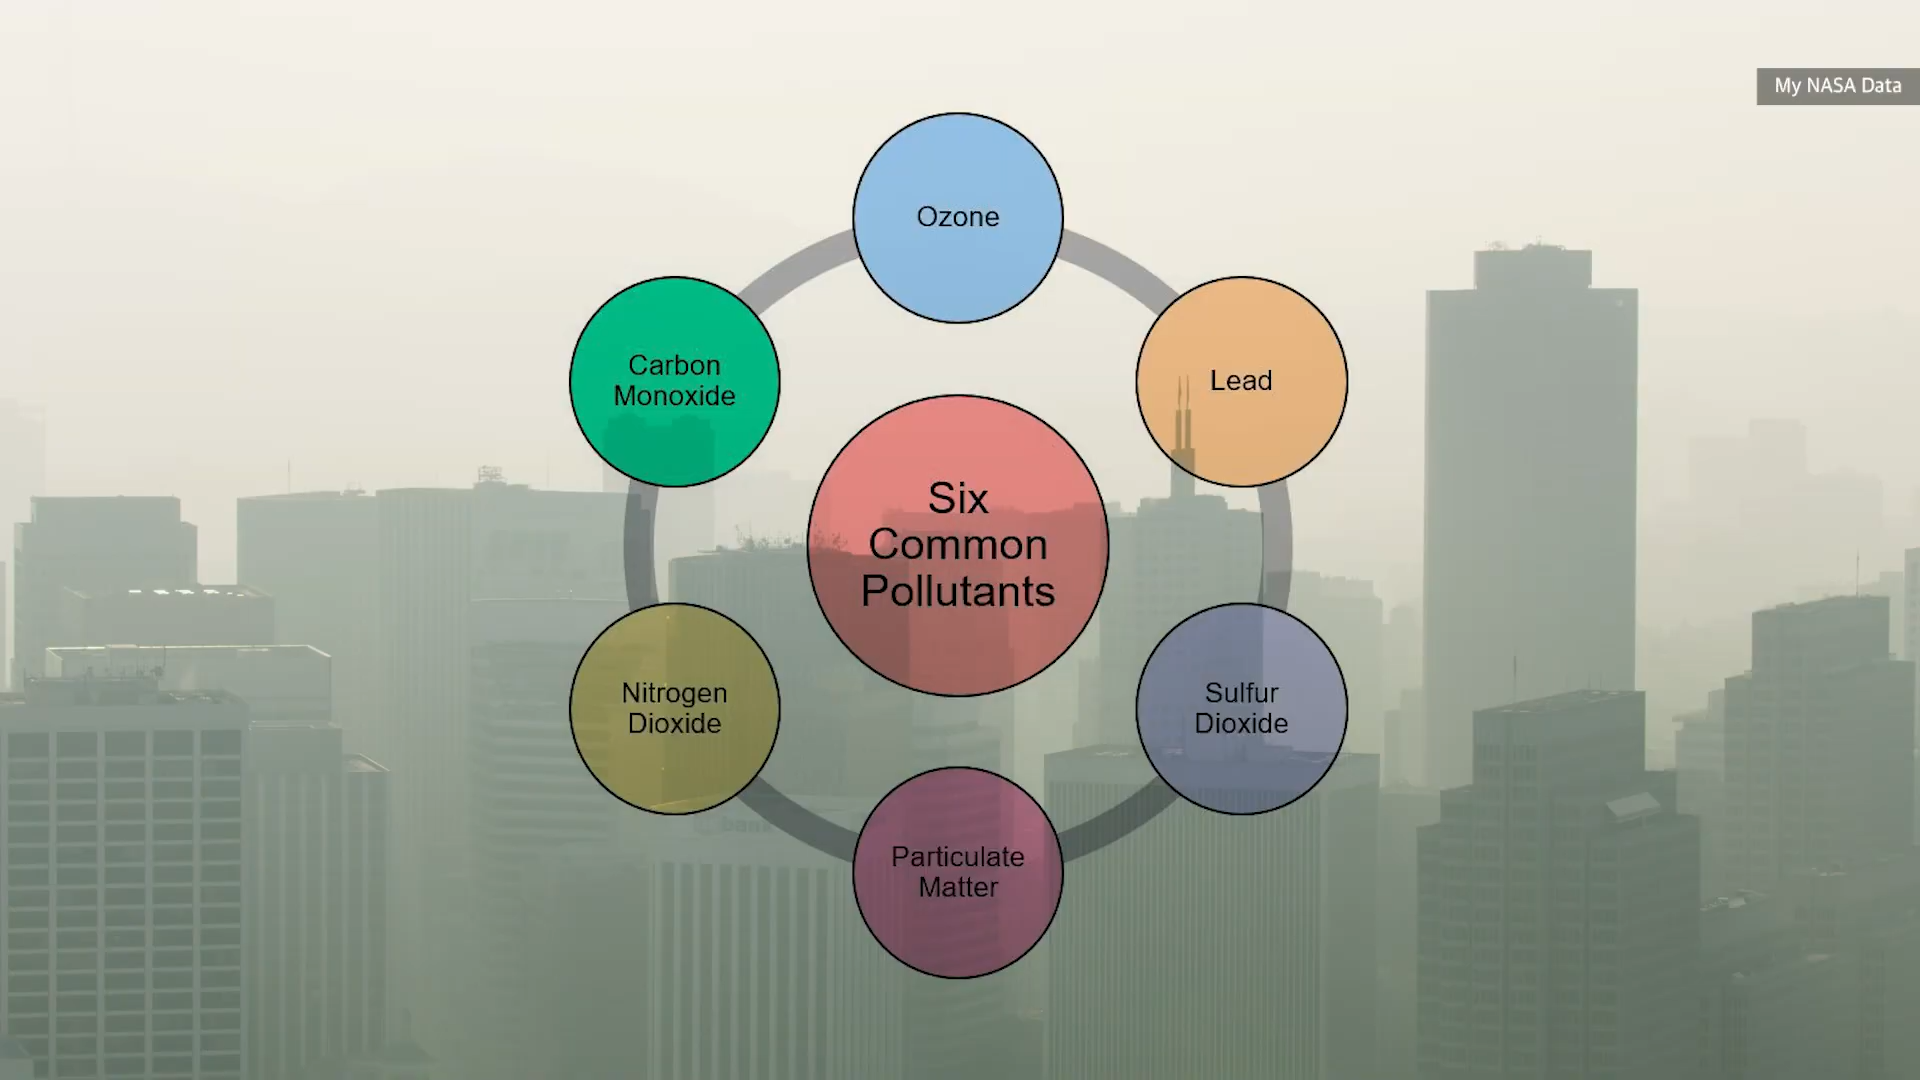 My NASA Data
Ozone
Carbon
Monoxide
Lead
Six
Common
Pollutants
Nitrogen
Dioxide
Sulfur
Dioxide
Particulate
Matter